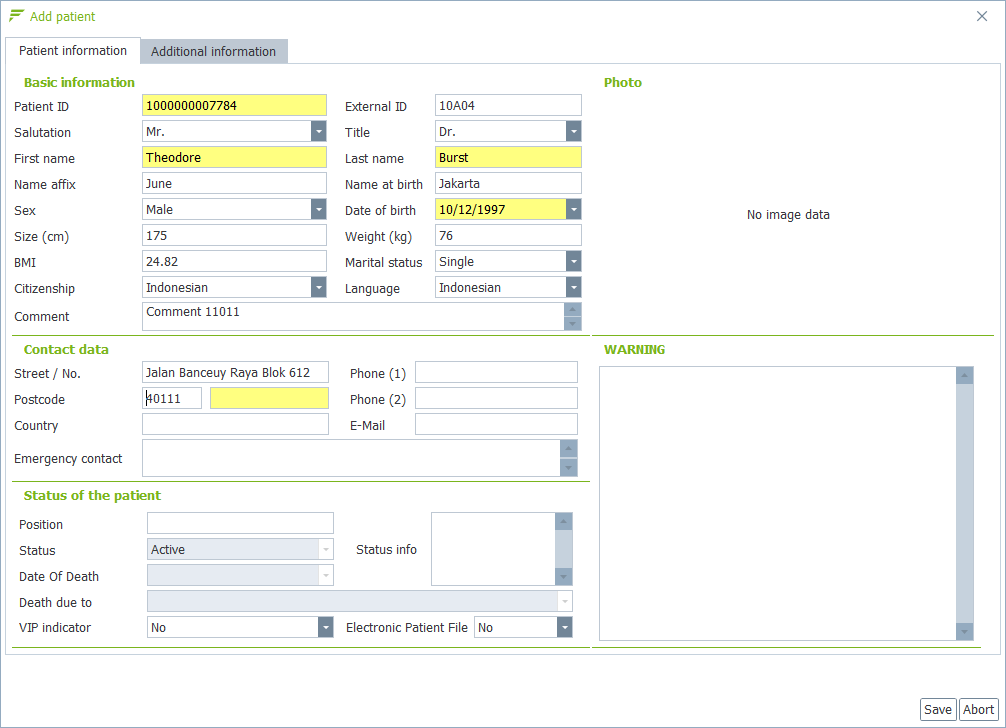 Add patient
Patient information Additional information
Basic information Photo
Patient ID 1000000007784 External ID 10A04
Salutation Mr. Title Dr.
First name Theodore Last name Burst
Name affix June Name at birth Jakarta
Sex Male Date of birth 10/12/1997
No image data
Size (cm) 175 Weight (kg) 76
BMI 24.82 Marital status Single
Citizenship Indonesian Language Indonesian
Comment Comment 11011
Contact data WARNING
Street / No. Jalan Banceuy Raya Blok 612 Phone (1)
Postcode 40111 Phone (2)
Country E-Mail
Emergency contact
Status of the patient
Position
Status Active Status info
Date Of Death
Death due to
VIP indicator No Electronic Patient File No
Save Abort